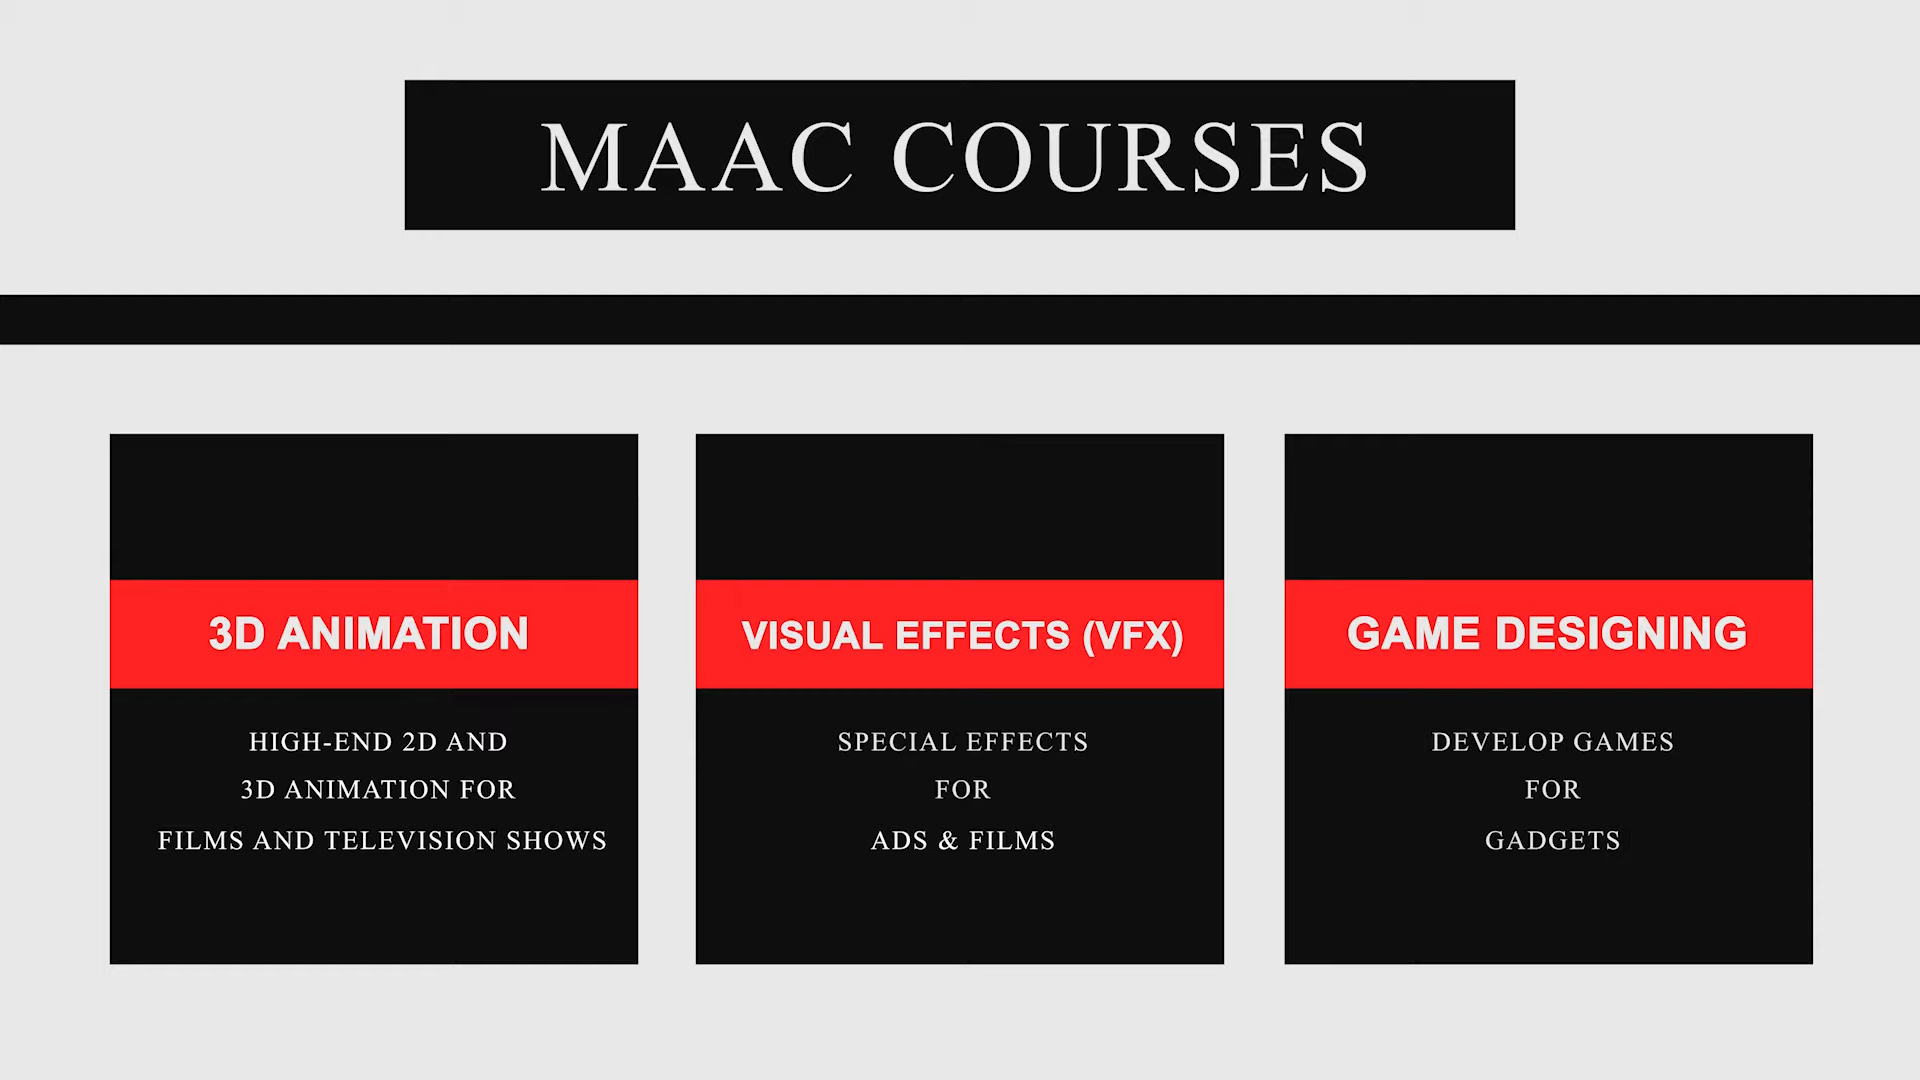 MAAC COURSES
3D ANIMATION
HIGH-END 2D AND
3D ANIMATION FOR
FILMS AND TELEVISION SHOWS
VISUAL EFFECTS (VFX)
SPECIAL EFFECTS
FOR
ADS & FILMS
GAME DESIGNING
DEVELOP GAMES
FOR
GADGETS